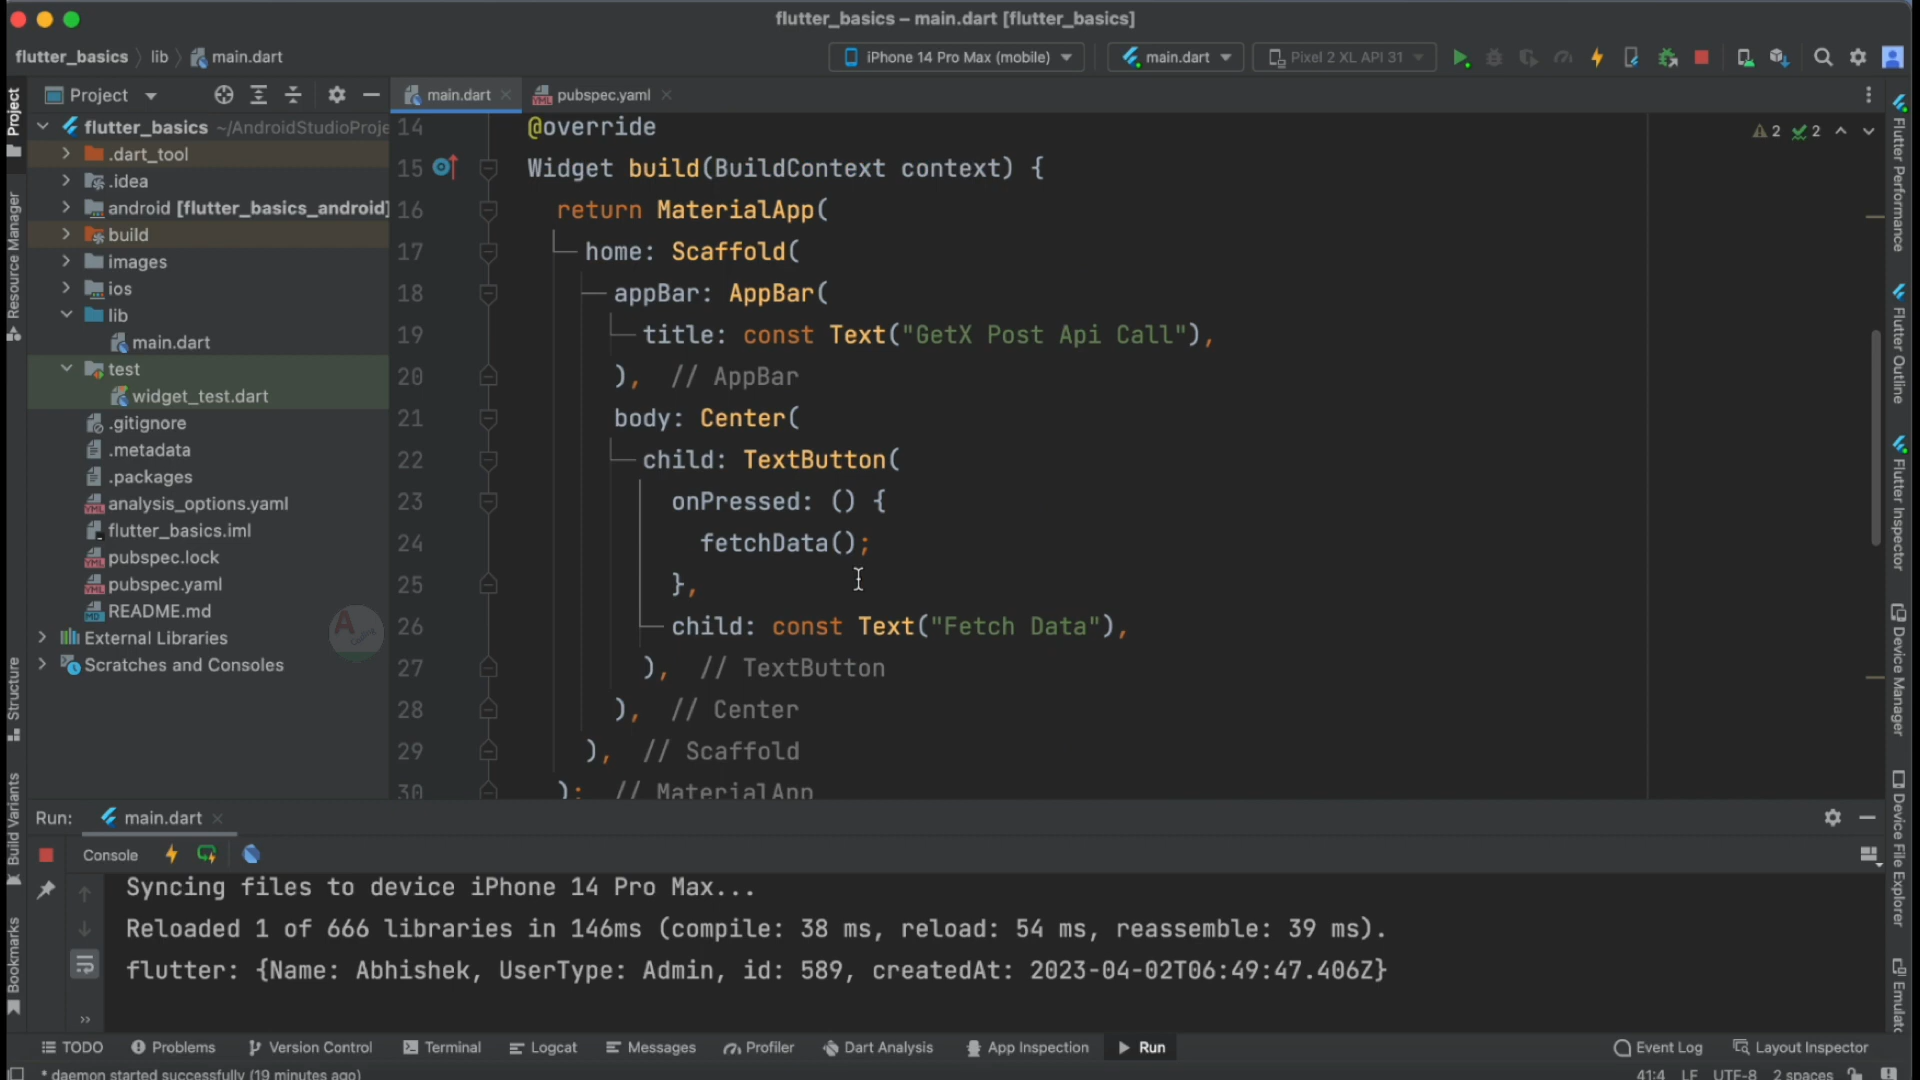 flutter_basics – main.dart [flutter_basics]
flutter_basics lib main.dart
iPhone 14 Pro Max (mobile) main.dart Pixel 2 XL API 31
Project
main.dart pubspec.yaml
flutter_basics ~/AndroidStudioProje
.dart_tool
.idea
android [flutter_basics_android]
build
images
ios
lib
main.dart
test
widget_test.dart
.gitignore
.metadata
.packages
analysis_options.yaml
flutter_basics.iml
pubspec.lock
pubspec.yaml
README.md
External Libraries
Scratches and Consoles
Project
Resource Manager
Structure
Build Variants
Bookmarks
2 2
14 @override
15 Widget build(BuildContext context) {
16 return MaterialApp(
17 home: Scaffold(
18 appBar: AppBar(
19 title: const Text("GetX Post Api Call"),
20 ), // AppBar
21 body: Center(
22 child: TextButton(
23 onPressed: () {
24 fetchData();
25 },
26 child: const Text("Fetch Data"),
27 ), // TextButton
28 ), // Center
29 ), // Scaffold
30 ); // MaterialApp
Flutter Performance
Flutter Outline
Flutter Inspector
Device Manager
Device File Explorer
Emulato
Run: main.dart
Console
Syncing files to device iPhone 14 Pro Max...
Reloaded 1 of 666 libraries in 146ms (compile: 38 ms, reload: 54 ms, reassemble: 39 ms).
flutter: {Name: Abhishek, UserType: Admin, id: 589, createdAt: 2023-04-02T06:49:47.406Z}
TODO Problems Version Control Terminal Logcat Messages Profiler Dart Analysis App Inspection Run Event Log Layout Inspector
* daemon started successfully (19 minutes ago) 41:4 LF UTF-8 2 spaces